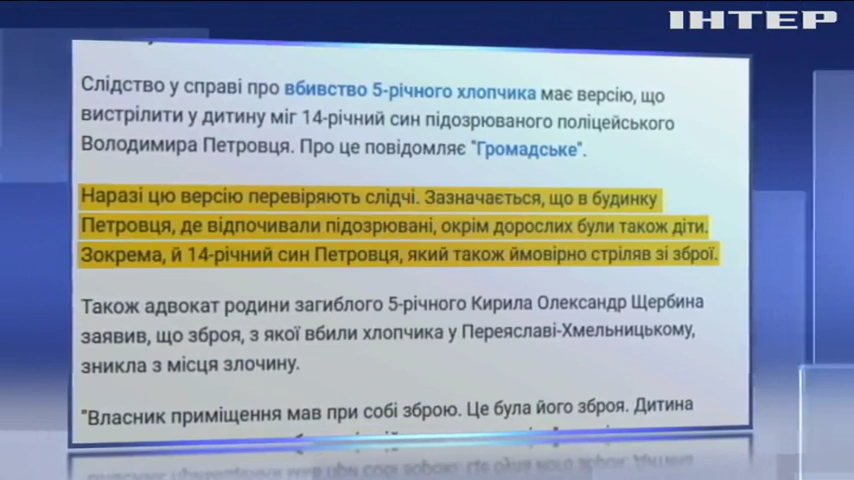 ІНТЕР
Слідство у справі про вбивство 5-річного хлопчика має версію, що
вистрілити у дитину міг 14-річний син підозрюваного поліцейського
Володимира Петровця. Про це повідомляє "Громадське".
Наразі цю версію перевіряють слідчі. Зазначається, що в будинку
Петровця, де відпочивали підозрювані, окрім дорослих були також діти.
Зокрема, й 14-річний син Петровця, який також ймовірно стріляв зі зброї.
Також адвокат родини загиблого 5-річного Кирила Олександр Щербина
заявив, що зброя, з якої вбили хлопчика у Переяславі-Хмельницькому,
зникла з місця злочину.
"Власник приміщення мав при собі зброю. Це була його зброя. Дитина